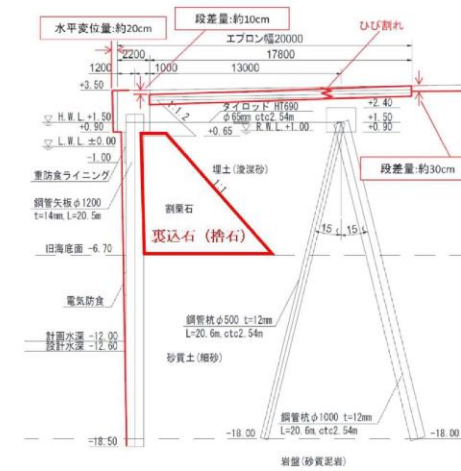 水平変位量:約20cm
段差量:約10cm
ひび割れ
エプロン幅20000
2200
17800
1200
1000
13000
+3.50
1:1.2
タイロッド HT690
φ65mm ctc2.54m
+2.40
H.W.L.+1.50
+0.90
+0.65
R.W.L.+1.00
+1.50
+0.90
L.W.L.±0.00
-1.00
段差量:約30cm
重防食ライニング
埋土(浚渫砂)
1:1
鋼管矢板φ1200
t=14mm,L=20.5m
割栗石
裏込石(捨石)
15°
15°
旧海底面 -6.70
電気防食
鋼管杭φ500 t=12mm
L=20.6m,ctc2.54m
計画水深 -12.00
設計水深 -12.60
砂質土(細砂)
鋼管杭φ1000 t=12mm
L=20.6m,ctc2.54m
-18.50
-18.00
-18.00
岩盤(砂質泥岩)